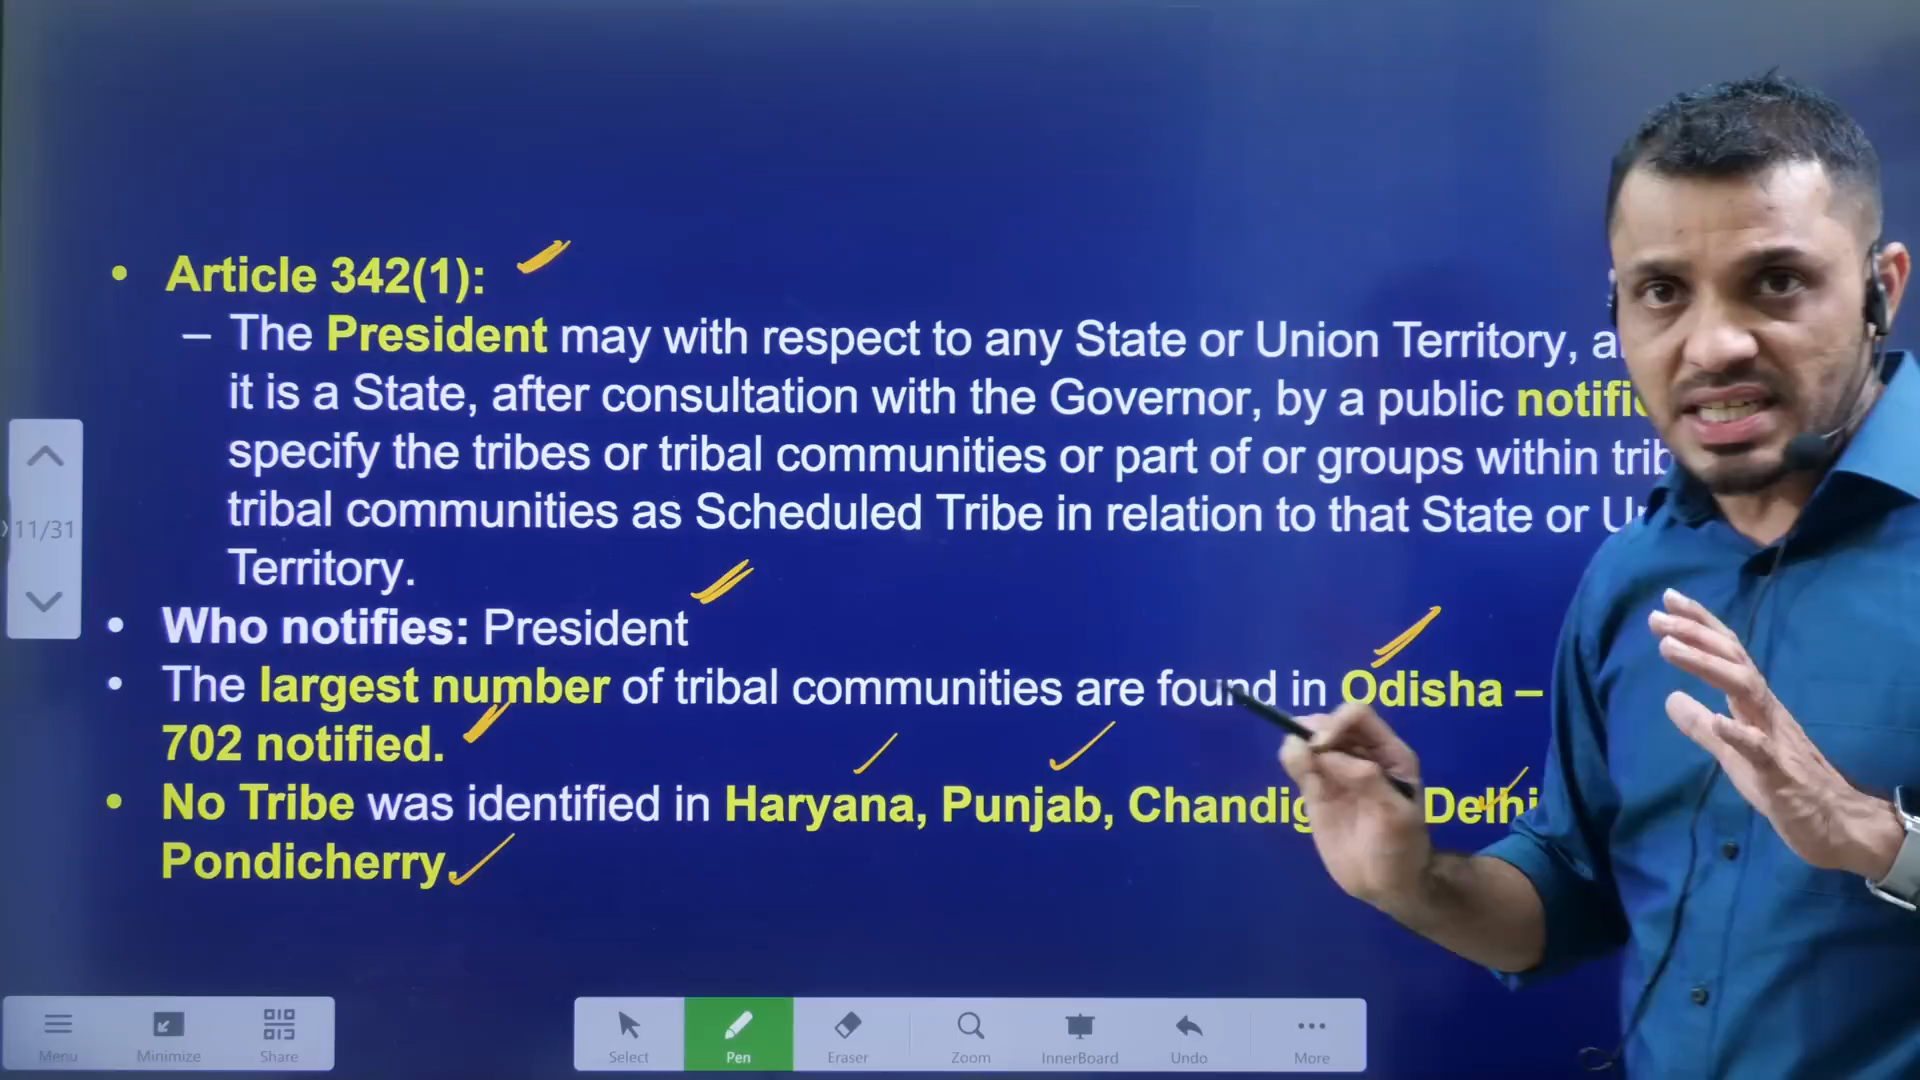 • Article 342(1):
– The President may with respect to any State or Union Territory,
it is a State, after consultation with the Governor, by a public
specify the tribes or tribal communities or part of or groups within
tribal communities as Scheduled Tribe in relation to that State or
Territory.
• Who notifies: President
• The largest number of tribal communities are found in Odisha –
702 notified.
• No Tribe was identified in Haryana, Punjab, Delhi
Pondicherry.
11/31
Menu Minimize Share Select Pen Eraser Zoom InnerBoard Undo More